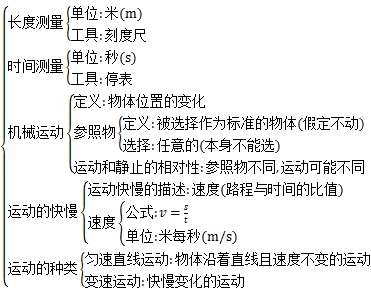 长度测量
单位:米(m)
工具:刻度尺
时间测量
单位:秒(s)
工具:停表
机械运动
定义:物体位置的变化
参照物
定义:被选择作为标准的物体(假定不动)
选择:任意的(本身不能选)
运动和静止的相对性:参照物不同,运动可能不同
运动的快慢
运动快慢的描述:速度(路程与时间的比值)
速度
公式:v=s/t
单位:米每秒(m/s)
运动的种类
匀速直线运动:物体沿着直线且速度不变的运动
变速运动:快慢变化的运动